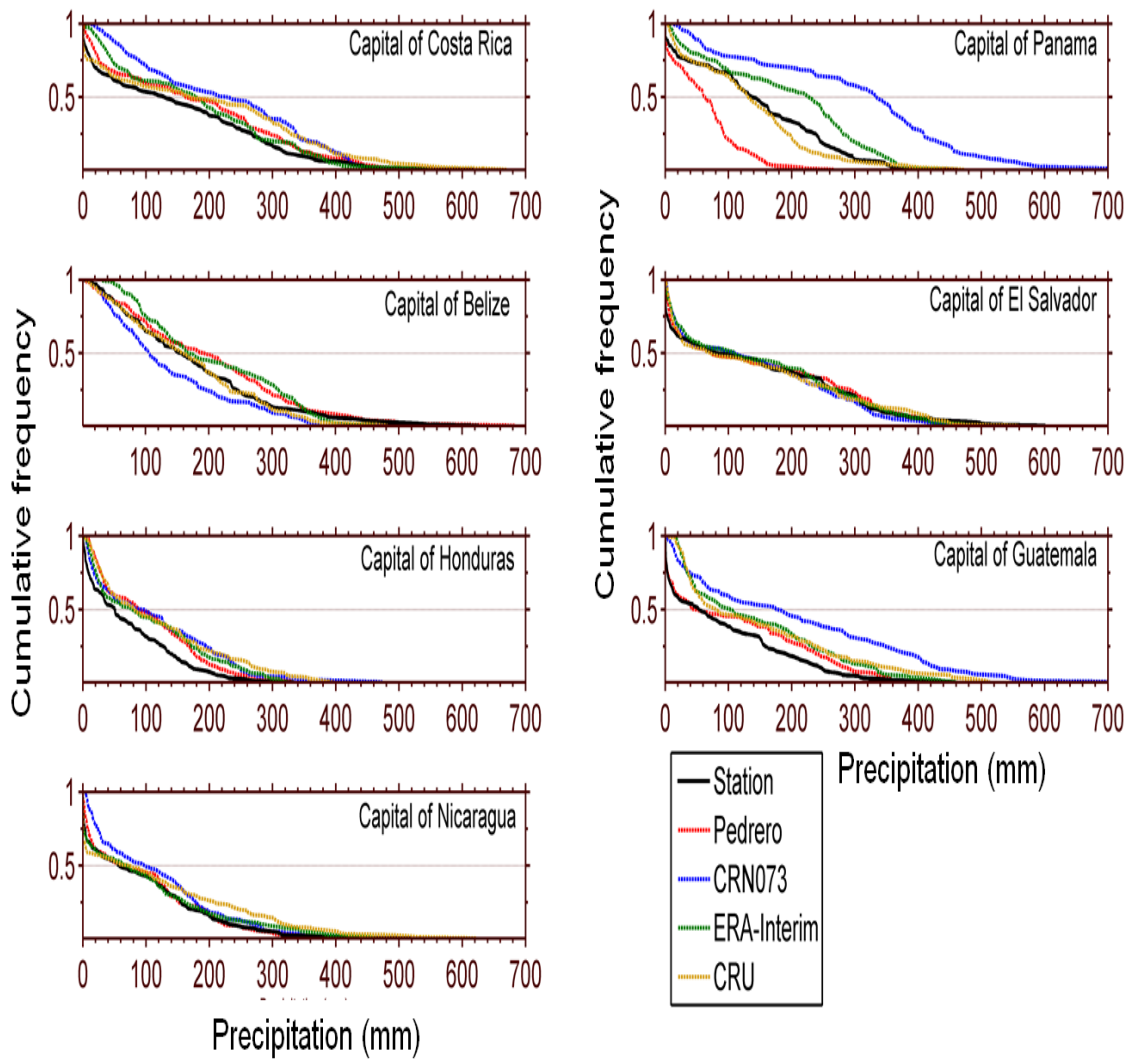 1
Capital of Costa Rica
0.5
0 100 200 300 400 500 600 700
1
Capital of Panama
0.5
0 100 200 300 400 500 600 700
1
Capital of Belize
0.5
100 200 300 400 500 600 700
1
Capital of El Salvador
0.5
0 100 200 300 400 500 600 700
1
Capital of Honduras
0.5
0 100 200 300 400 500 600 700
1
Capital of Guatemala
0.5
0 100 200 300 400 500 600 700
1
Capital of Nicaragua
0.5
0 100 200 300 400 500 600 700
Cumulative frequency
Cumulative frequency
Precipitation (mm)
Precipitation (mm)
Station
Pedrero
CRN073
ERA-Interim
CRU